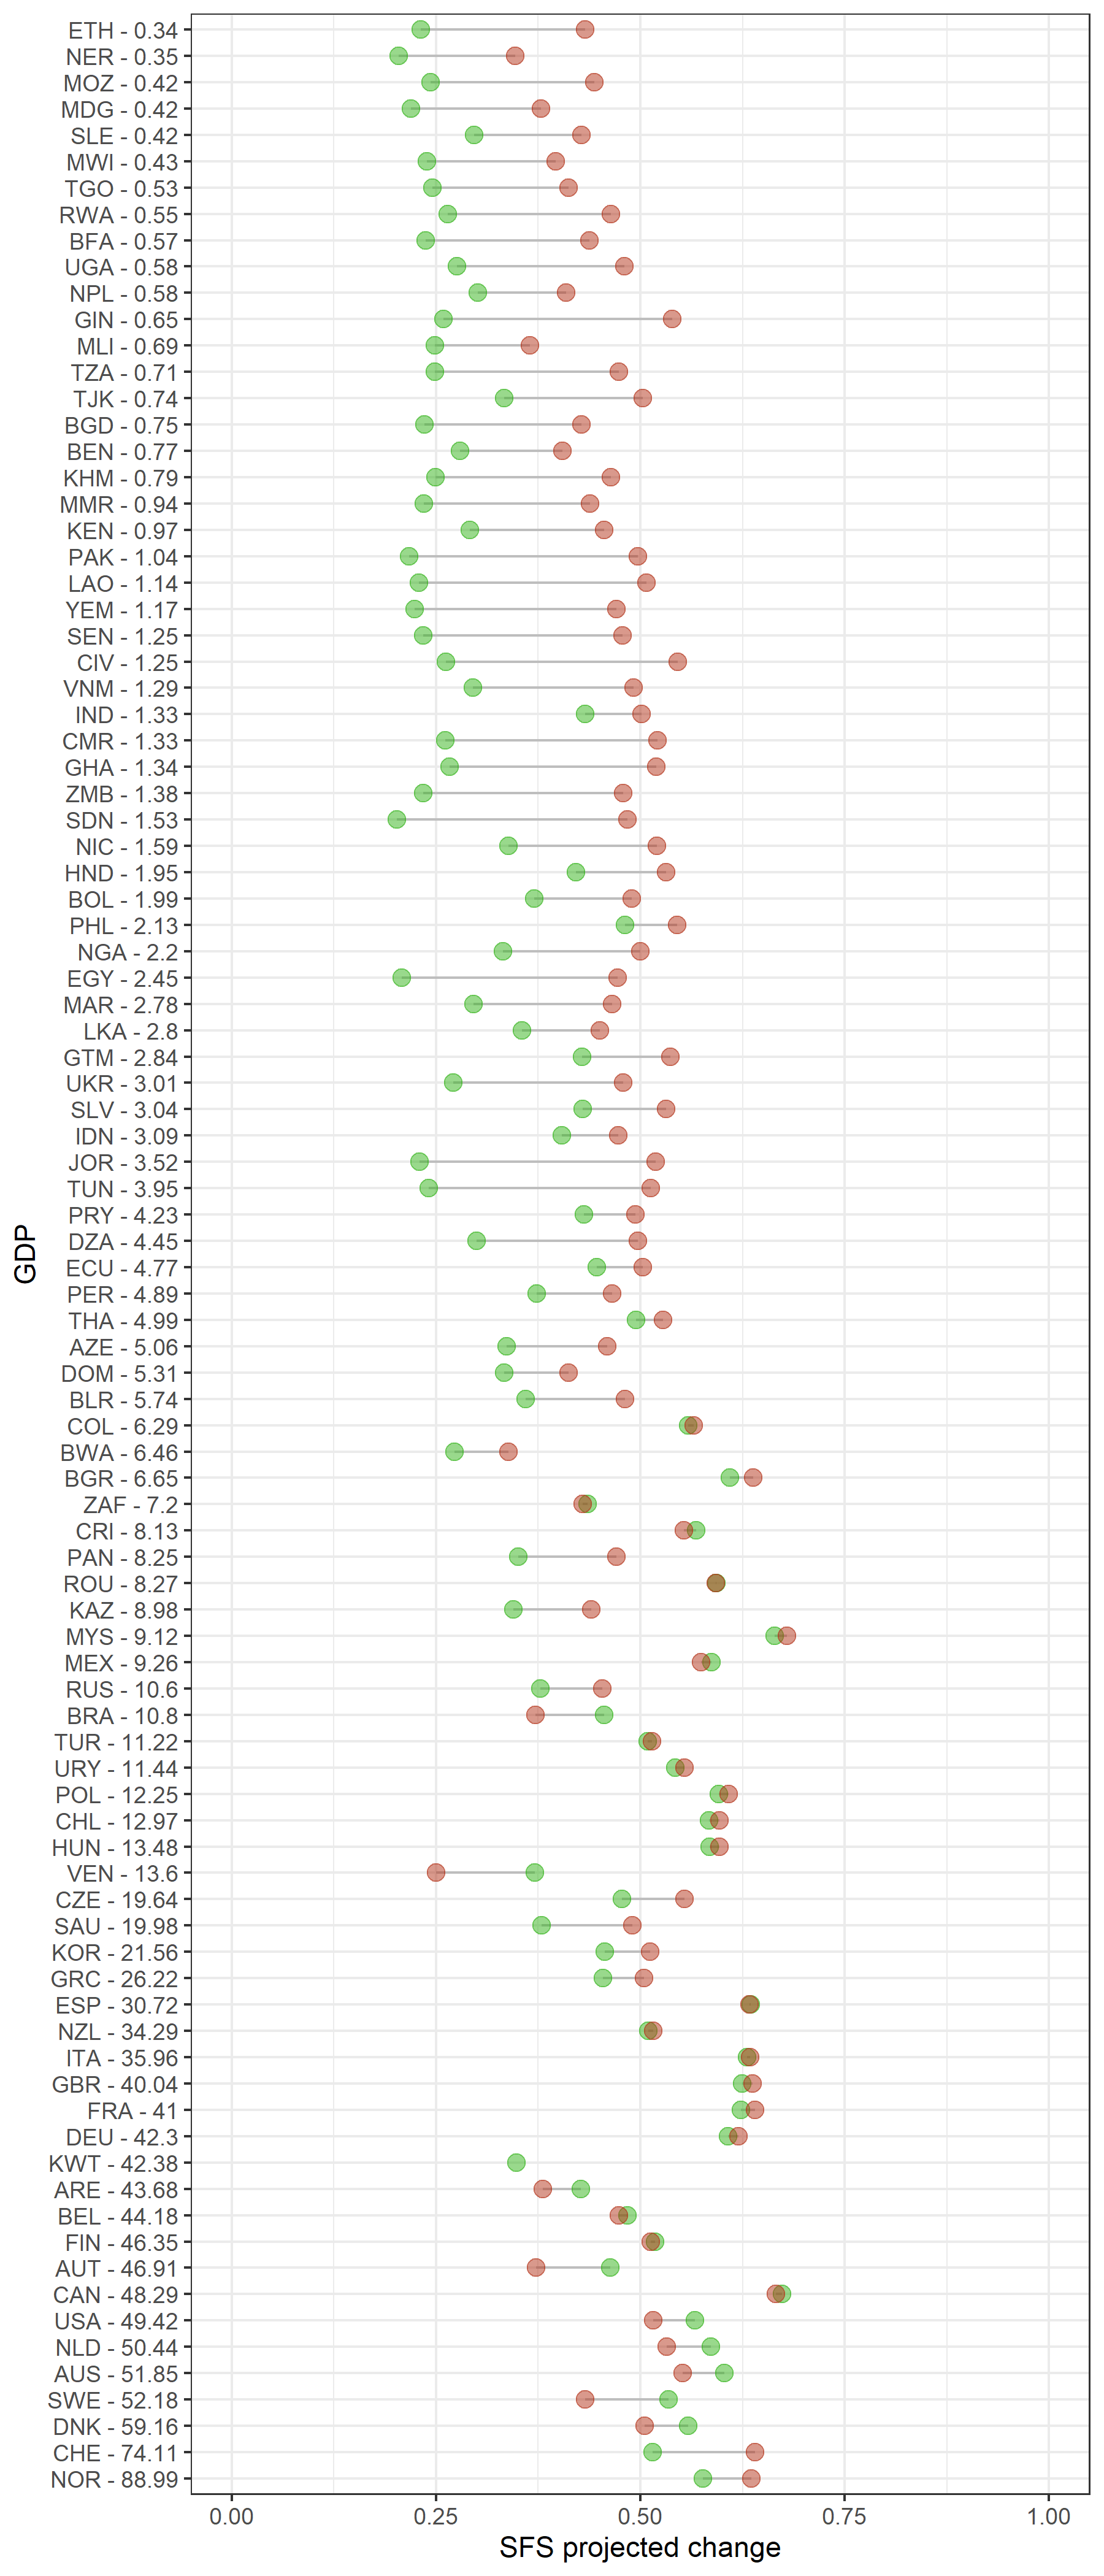 ETH - 0.34
NER - 0.35
MOZ - 0.42
MDG - 0.42
SLE - 0.42
MWI - 0.43
TGO - 0.53
RWA - 0.55
BFA - 0.57
UGA - 0.58
NPL - 0.58
GIN - 0.65
MLI - 0.69
TZA - 0.71
TJK - 0.74
BGD - 0.75
BEN - 0.77
KHM - 0.79
MMR - 0.94
KEN - 0.97
PAK - 1.04
LAO - 1.14
YEM - 1.17
SEN - 1.25
CIV - 1.25
VNM - 1.29
IND - 1.33
CMR - 1.33
GHA - 1.34
ZMB - 1.38
SDN - 1.53
NIC - 1.59
HND - 1.95
BOL - 1.99
PHL - 2.13
NGA - 2.2
EGY - 2.45
MAR - 2.78
LKA - 2.8
GTM - 2.84
UKR - 3.01
SLV - 3.04
IDN - 3.09
JOR - 3.52
TUN - 3.95
PRY - 4.23
DZA - 4.45
ECU - 4.77
PER - 4.89
THA - 4.99
AZE - 5.06
DOM - 5.31
BLR - 5.74
COL - 6.29
BWA - 6.46
BGR - 6.65
ZAF - 7.2
CRI - 8.13
PAN - 8.25
ROU - 8.27
KAZ - 8.98
MYS - 9.12
MEX - 9.26
RUS - 10.6
BRA - 10.8
TUR - 11.22
URY - 11.44
POL - 12.25
CHL - 12.97
HUN - 13.48
VEN - 13.6
CZE - 19.64
SAU - 19.98
KOR - 21.56
GRC - 26.22
ESP - 30.72
NZL - 34.29
ITA - 35.96
GBR - 40.04
FRA - 41
DEU - 42.3
KWT - 42.38
ARE - 43.68
BEL - 44.18
FIN - 46.35
AUT - 46.91
CAN - 48.29
USA - 49.42
NLD - 50.44
AUS - 51.85
SWE - 52.18
DNK - 59.16
CHE - 74.11
NOR - 88.99
GDP
0.00 0.25 0.50 0.75 1.00
SFS projected change